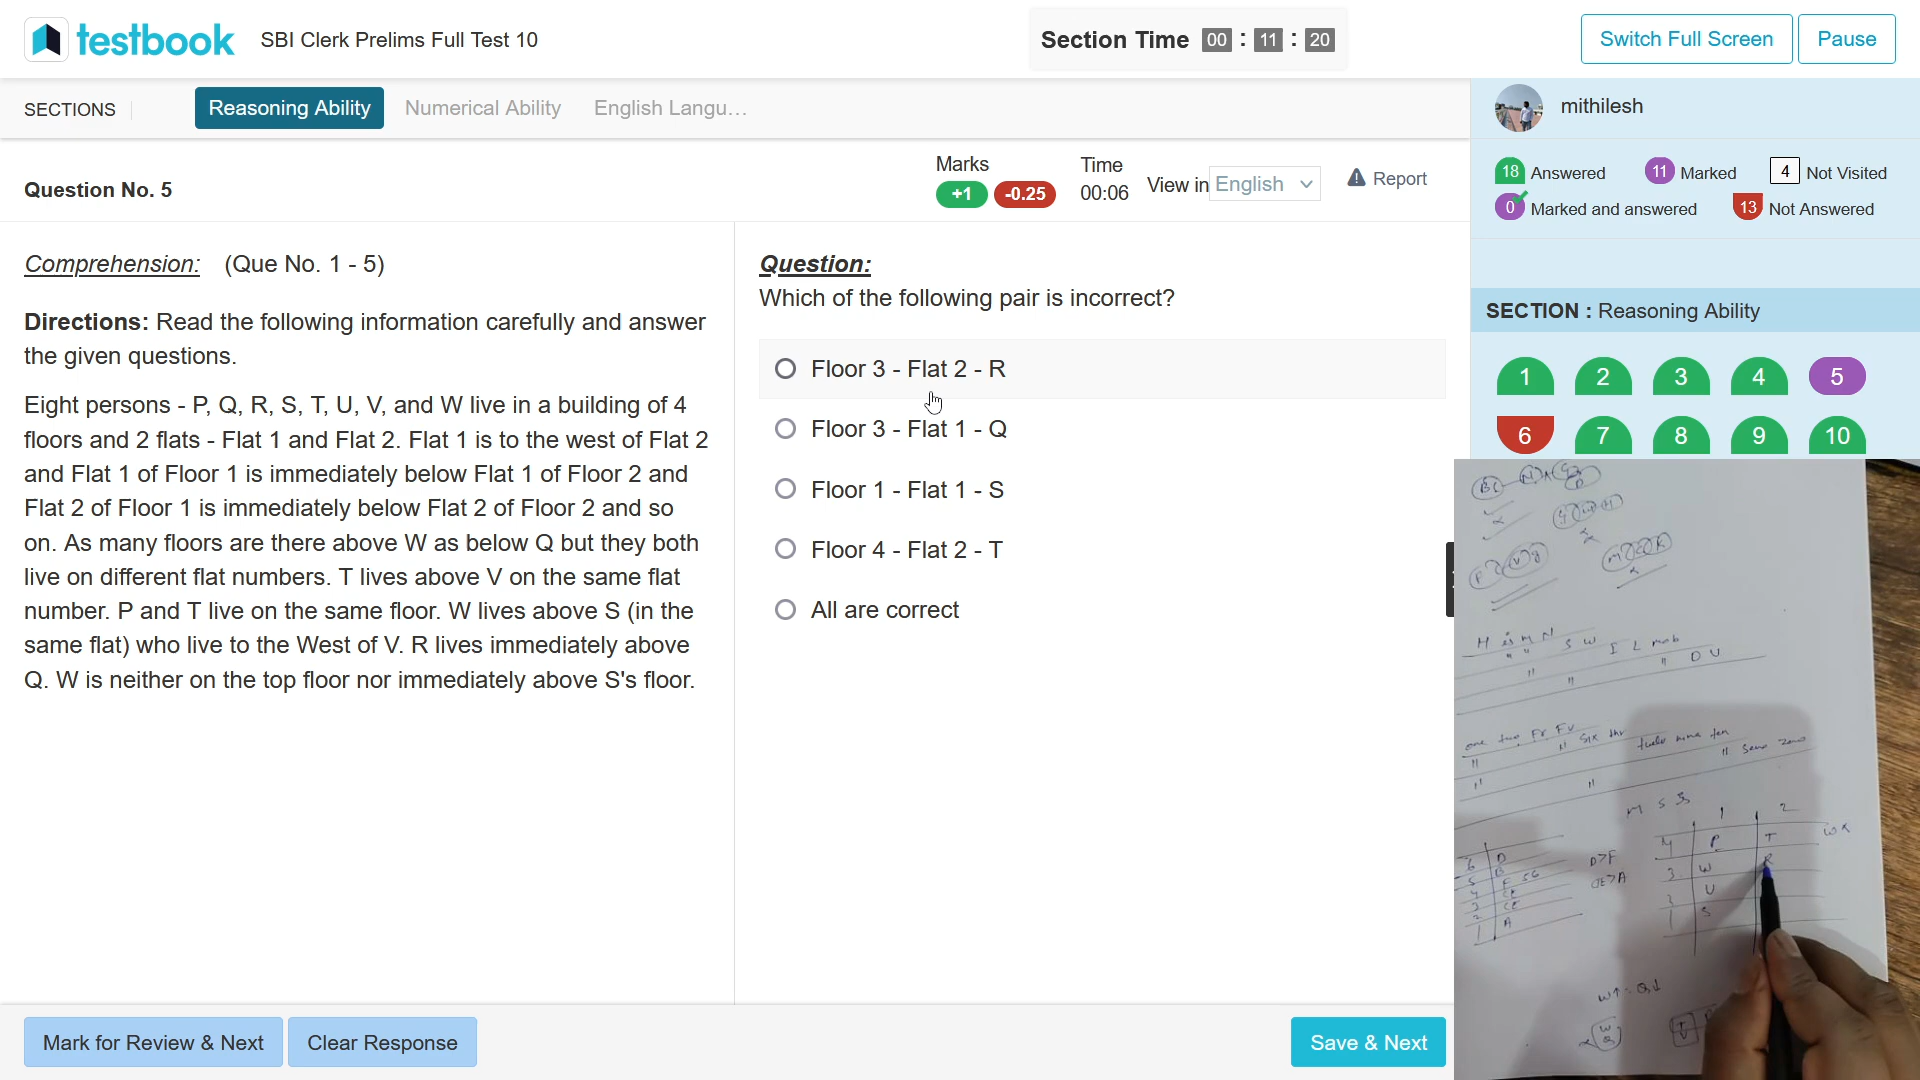 testbook SBI Clerk Prelims Full Test 10
Section Time 00 : 11 : 20
Switch Full Screen Pause
SECTIONS Reasoning Ability Numerical Ability English Langu...
mithilesh
18 Answered 11 Marked 4 Not Visited
0 Marked and answered 13 Not Answered
Question No. 5
Marks +1 -0.25
Time 00:06
View in English
Report
Comprehension: (Que No. 1 - 5)
Directions: Read the following information carefully and answer
the given questions.
Eight persons - P, Q, R, S, T, U, V, and W live in a building of 4
floors and 2 flats - Flat 1 and Flat 2. Flat 1 is to the west of Flat 2
and Flat 1 of Floor 1 is immediately below Flat 1 of Floor 2 and
Flat 2 of Floor 1 is immediately below Flat 2 of Floor 2 and so
on. As many floors are there above W as below Q but they both
live on different flat numbers. T lives above V on the same flat
number. P and T live on the same floor. W lives above S (in the
same flat) who live to the West of V. R lives immediately above
Q. W is neither on the top floor nor immediately above S's floor.
Question:
Which of the following pair is incorrect?
Floor 3 - Flat 2 - R
Floor 3 - Flat 1 - Q
Floor 1 - Flat 1 - S
Floor 4 - Flat 2 - T
All are correct
SECTION : Reasoning Ability
1 2 3 4 5
6 7 8 9 10
Mark for Review & Next Clear Response
Save & Next
1 2
P T
3 W R
U
1 S
D>F